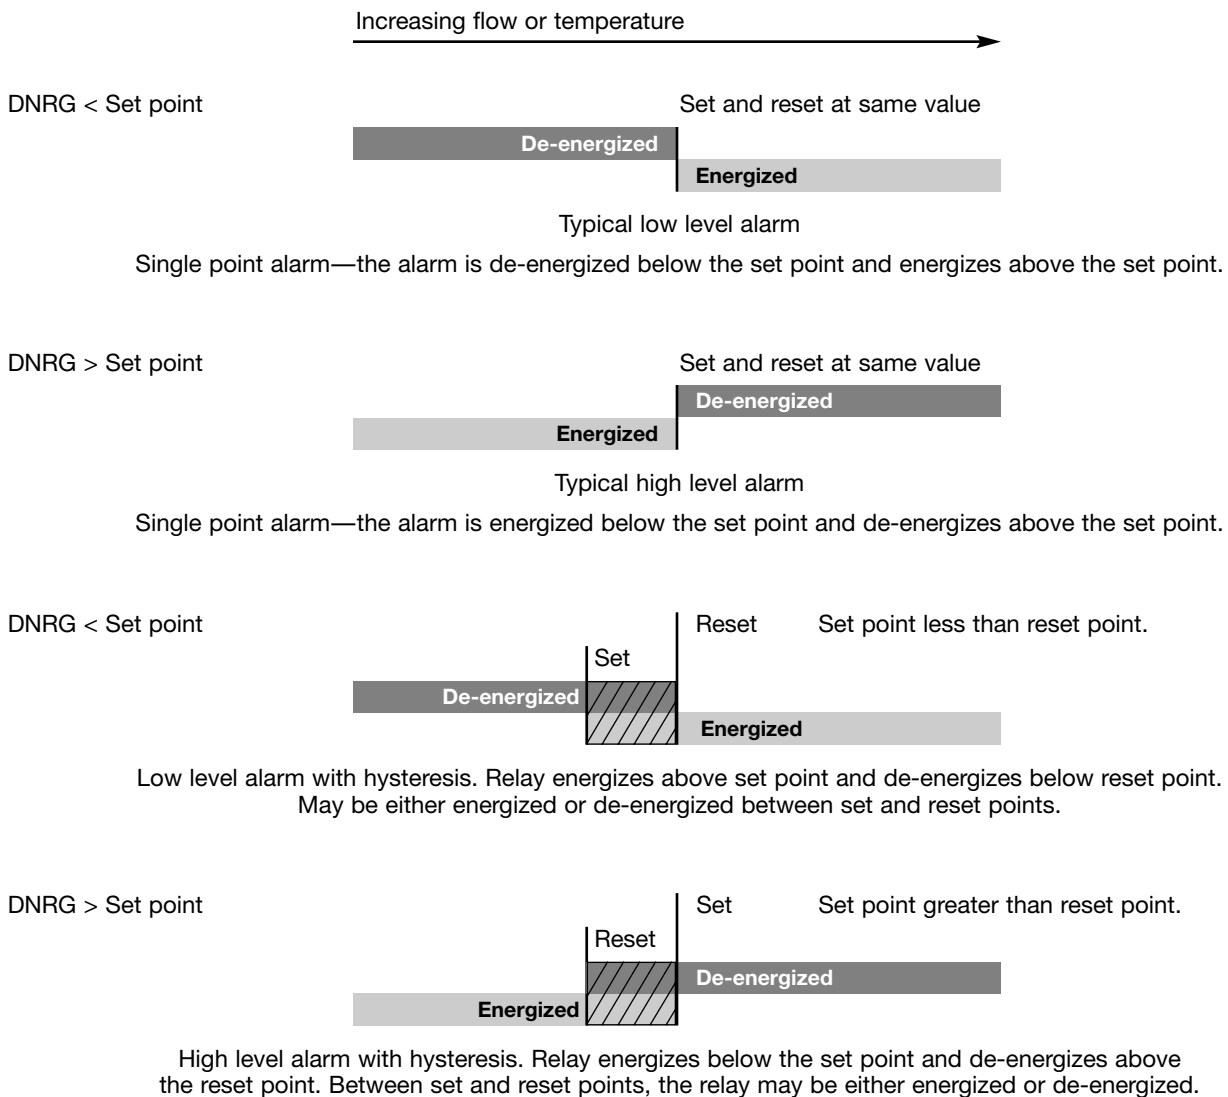 Increasing flow or temperature
DNRG < Set point
Set and reset at same value
De-energized
Energized
Typical low level alarm
Single point alarm—the alarm is de-energized below the set point and energizes above the set point.
DNRG > Set point
Set and reset at same value
De-energized
Energized
Typical high level alarm
Single point alarm—the alarm is energized below the set point and de-energizes above the set point.
DNRG < Set point
Reset
Set point less than reset point.
Set
De-energized
Energized
Low level alarm with hysteresis. Relay energizes above set point and de-energizes below reset point.
May be either energized or de-energized between set and reset points.
DNRG > Set point
Set
Set point greater than reset point.
Reset
De-energized
Energized
High level alarm with hysteresis. Relay energizes below the set point and de-energizes above
the reset point. Between set and reset points, the relay may be either energized or de-energized.